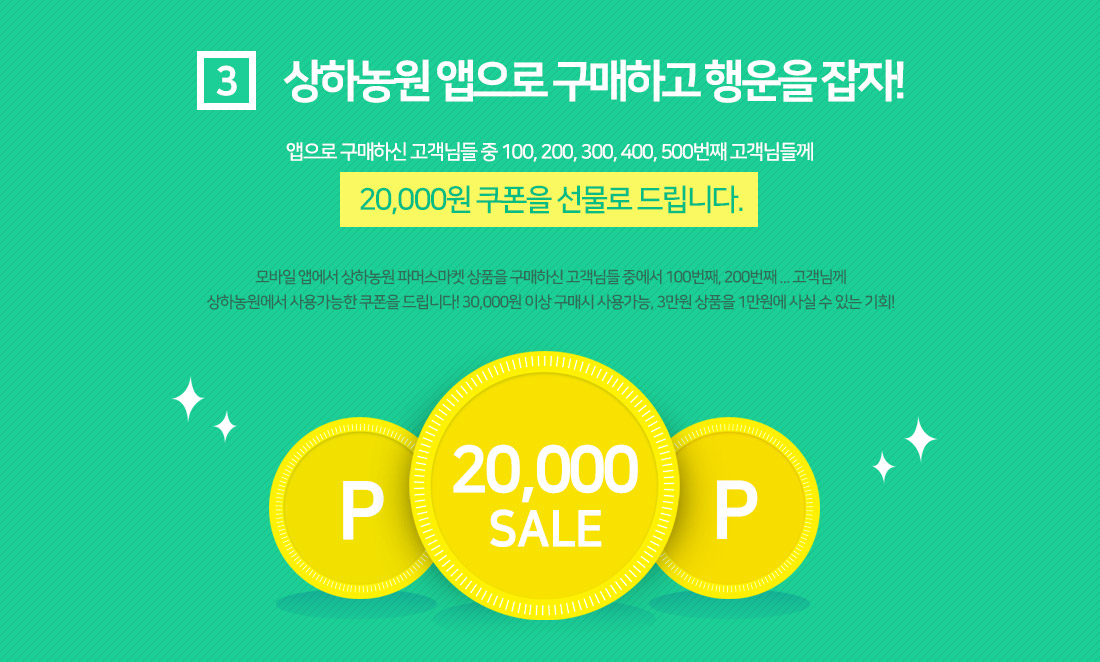 3 상하농원 앱으로 구매하고 행운을 잡자!
앱으로 구매하신 고객님들 중 100, 200, 300, 400, 500번째 고객님들께
20,000원 쿠폰을 선물로 드립니다.
모바일 앱에서 상하농원 파머스마켓 상품을 구매하신 고객님들 중에서 100번째, 200번째 ... 고객님께
상하농원에서 사용가능한 쿠폰을 드립니다! 30,000원 이상 구매시 사용가능, 3만원 상품을 1만원에 사실 수 있는 기회!
P
20,000
SALE
P